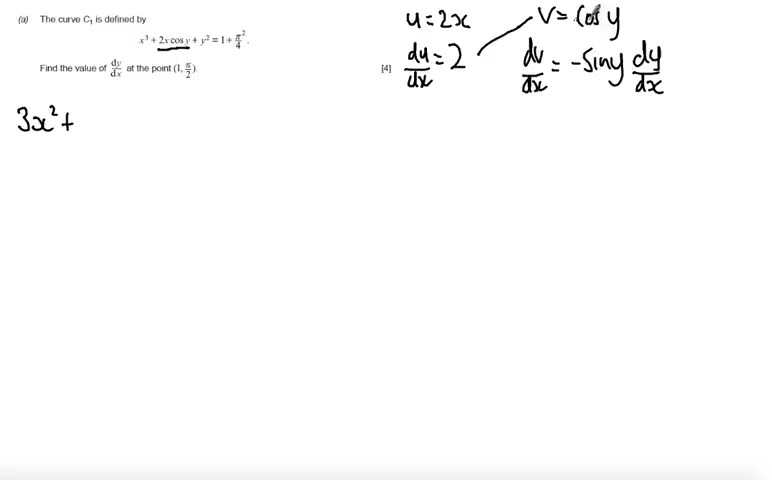 (a) The curve C₁ is defined by
x³ + 2x cos y + y² = 1 + π²/4 .
Find the value of dy/dx at the point (1, π/2).
[4]
u = 2x
v = cos y
du/dx = 2
dv/dx = -sin y dy/dx
3x² +